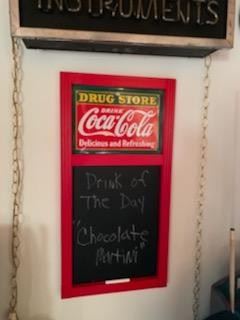 INSTRUMENTS
DRUG STORE
DRINK
Coca-Cola
Delicious and Refreshing
Drink of
The Day
"Chocolate
Martini"